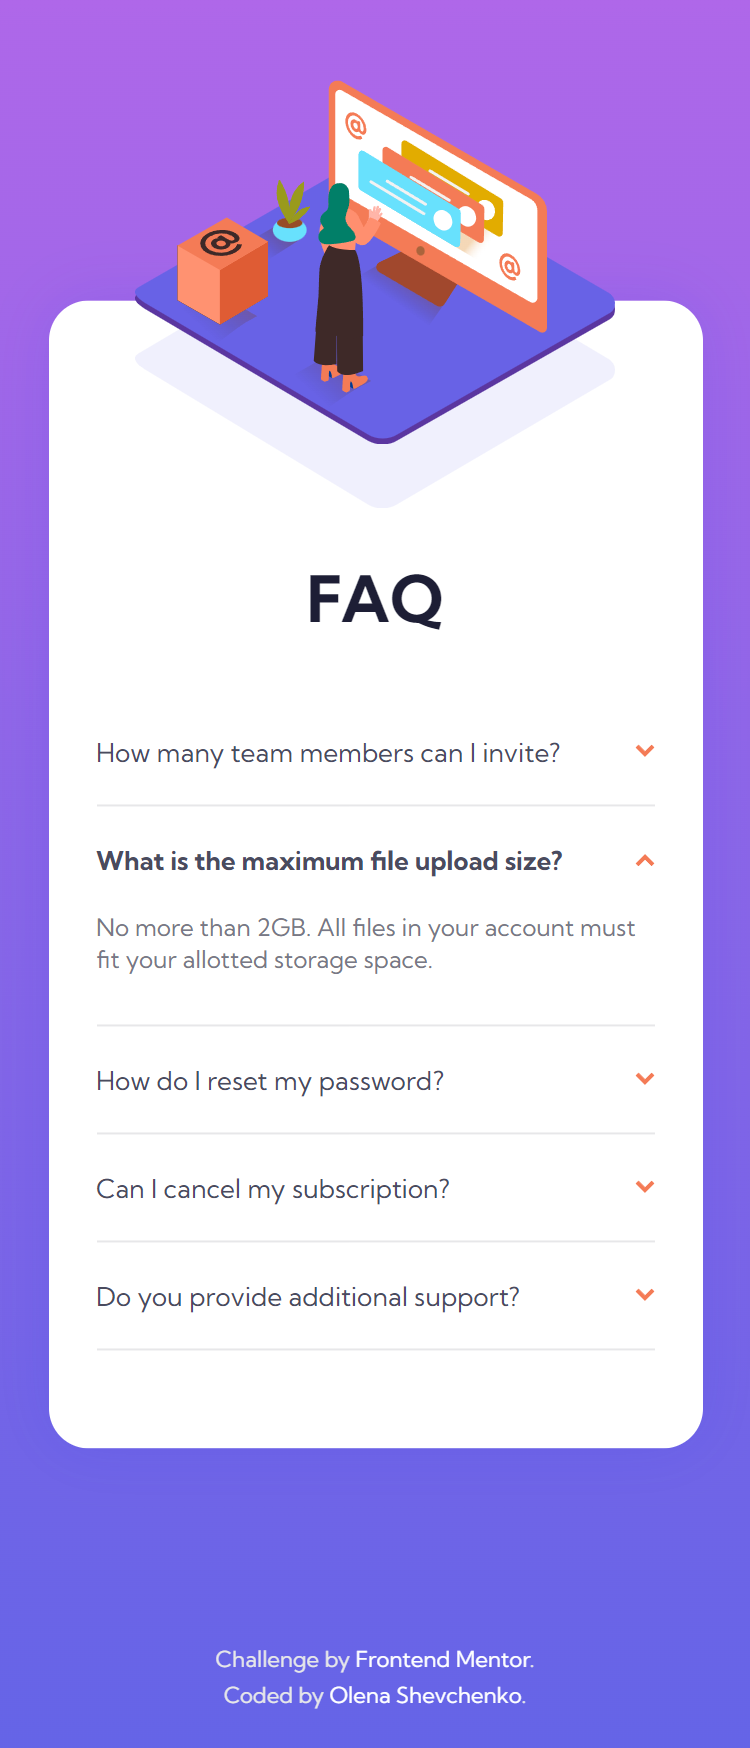 @
@
@
FAQ
How many team members can I invite?
What is the maximum file upload size?
No more than 2GB. All files in your account must
fit your allotted storage space.
How do I reset my password?
Can I cancel my subscription?
Do you provide additional support?
Challenge by Frontend Mentor.
Coded by Olena Shevchenko.